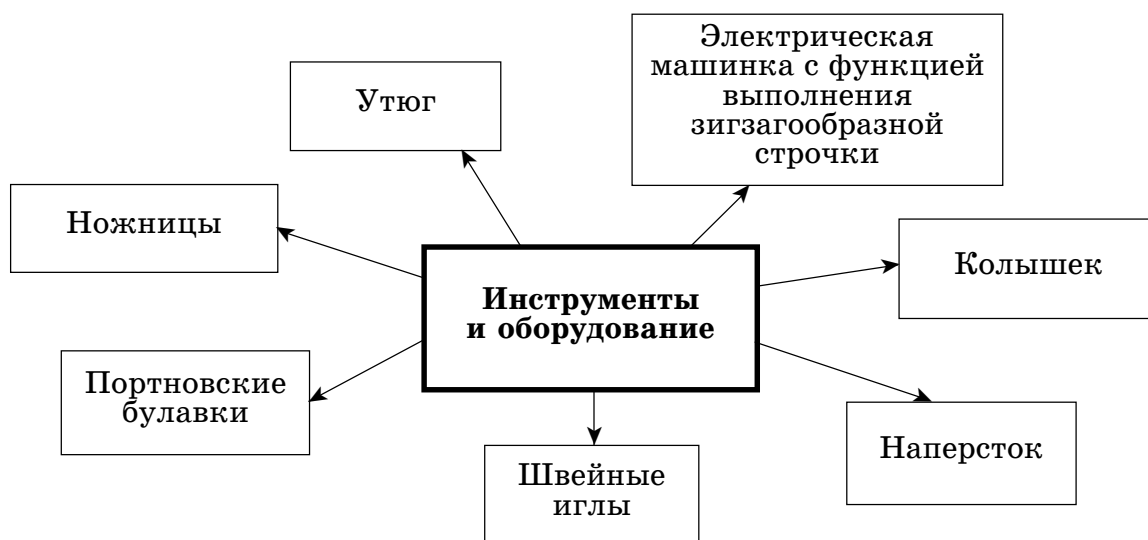 Электрическая
машинка с функцией
выполнения
зигзагообразной
строчки
Утюг
Ножницы
Колышек
Инструменты
и оборудование
Портновские
булавки
Наперсток
Швейные
иглы